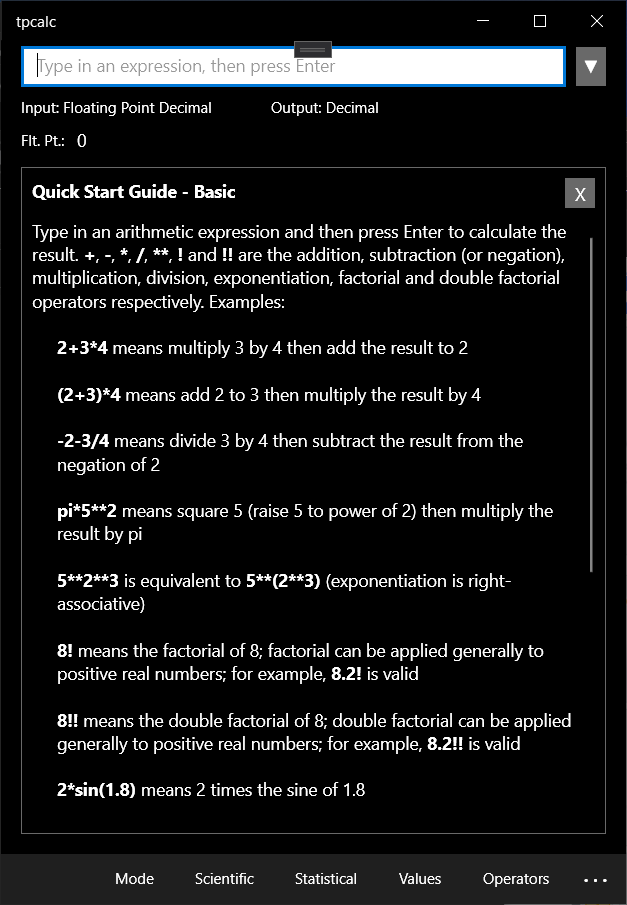 tpcalc
Type in an expression, then press Enter
▼
Input: Floating Point Decimal Output: Decimal
Flt. Pt.: 0
Quick Start Guide - Basic
X
Type in an arithmetic expression and then press Enter to calculate the
result. +, -, *, /, **, ! and !! are the addition, subtraction (or negation),
multiplication, division, exponentiation, factorial and double factorial
operators respectively. Examples:
2+3*4 means multiply 3 by 4 then add the result to 2
(2+3)*4 means add 2 to 3 then multiply the result by 4
-2-3/4 means divide 3 by 4 then subtract the result from the
negation of 2
pi*5**2 means square 5 (raise 5 to power of 2) then multiply the
result by pi
5**2**3 is equivalent to 5**(2**3) (exponentiation is right-
associative)
8! means the factorial of 8; factorial can be applied generally to
positive real numbers; for example, 8.2! is valid
8!! means the double factorial of 8; double factorial can be applied
generally to positive real numbers; for example, 8.2!! is valid
2*sin(1.8) means 2 times the sine of 1.8
Mode Scientific Statistical Values Operators ...